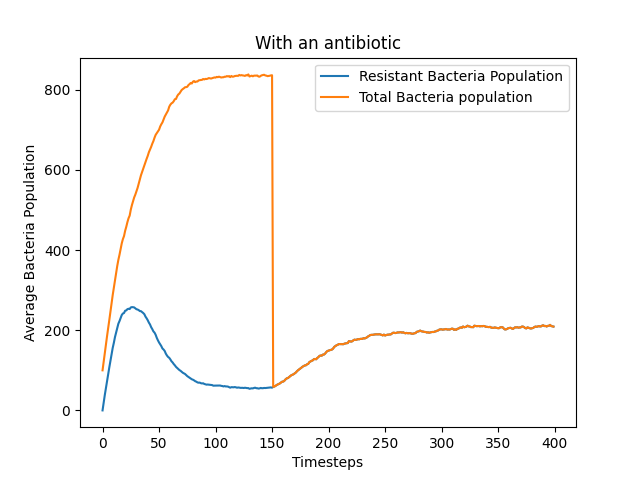 With an antibiotic
Resistant Bacteria Population
Total Bacteria population
Average Bacteria Population
800
600
400
200
0
0 50 100 150 200 250 300 350 400
Timesteps